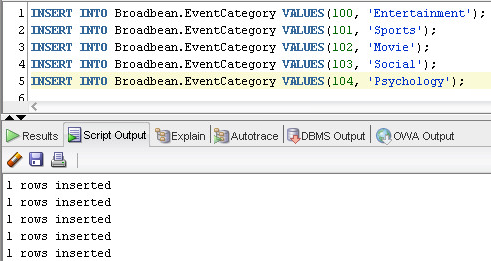 1 INSERT INTO Broadbean.EventCategory VALUES(100, 'Entertainment');
2 INSERT INTO Broadbean.EventCategory VALUES(101, 'Sports');
3 INSERT INTO Broadbean.EventCategory VALUES(102, 'Movie');
4 INSERT INTO Broadbean.EventCategory VALUES(103, 'Social');
5 INSERT INTO Broadbean.EventCategory VALUES(104, 'Psychology');
6
Results Script Output Explain Autotrace DBMS Output OWA Output
1 rows inserted
1 rows inserted
1 rows inserted
1 rows inserted
1 rows inserted